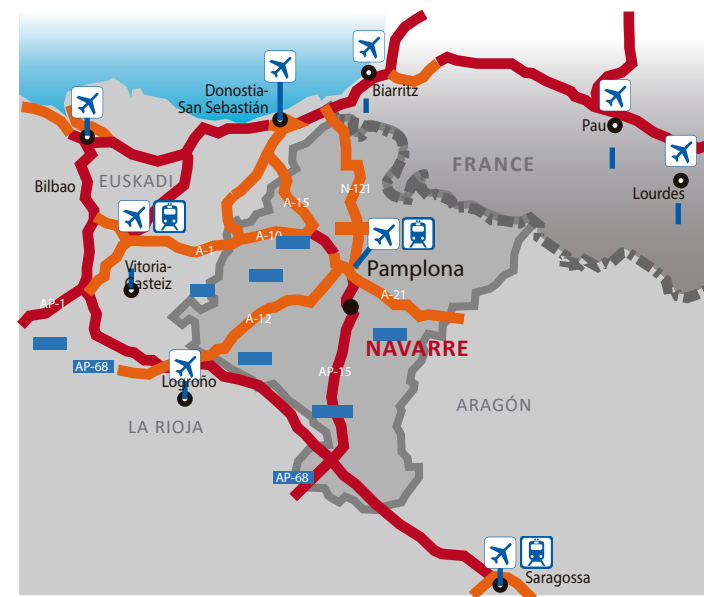 Donostia-
San Sebastián
Biarritz
Pau
FRANCE
Bilbao
EUSKADI
Lourdes
N-121
A-15
A-10
A-1
Vitoria-
Gasteiz
Pamplona
AP-1
A-21
A-12
NAVARRE
AP-68
AP-15
Logroño
LA RIOJA
ARAGÓN
AP-68
Saragossa